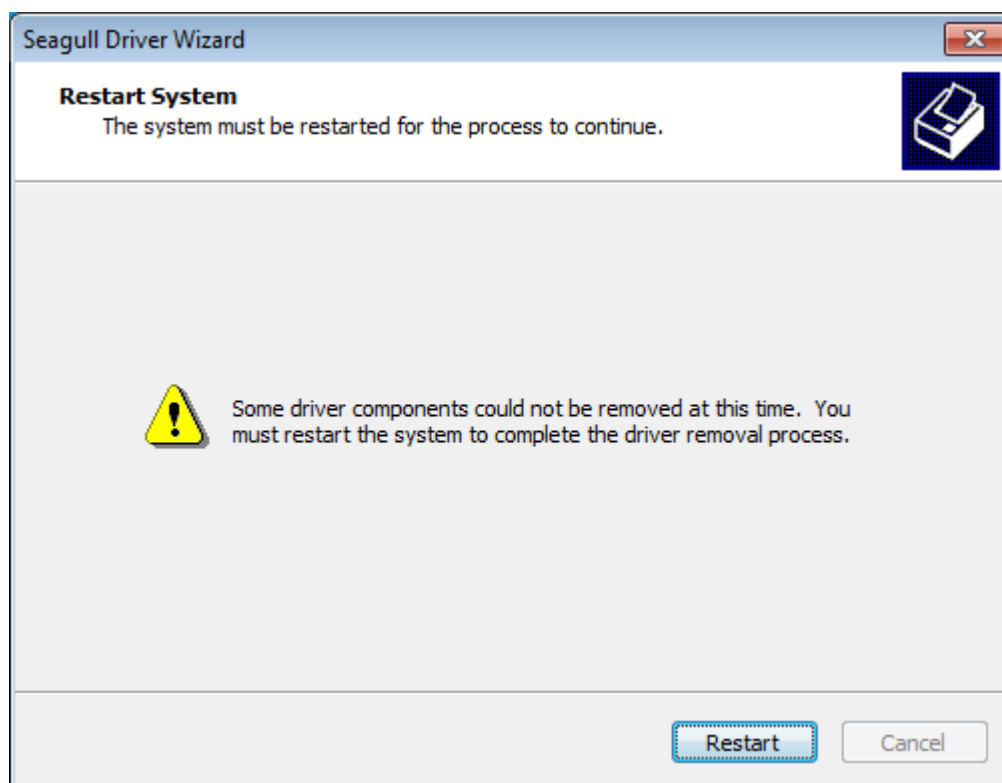 Seagull Driver Wizard
Restart System
The system must be restarted for the process to continue.
Some driver components could not be removed at this time.  You
must restart the system to complete the driver removal process.
Restart
Cancel